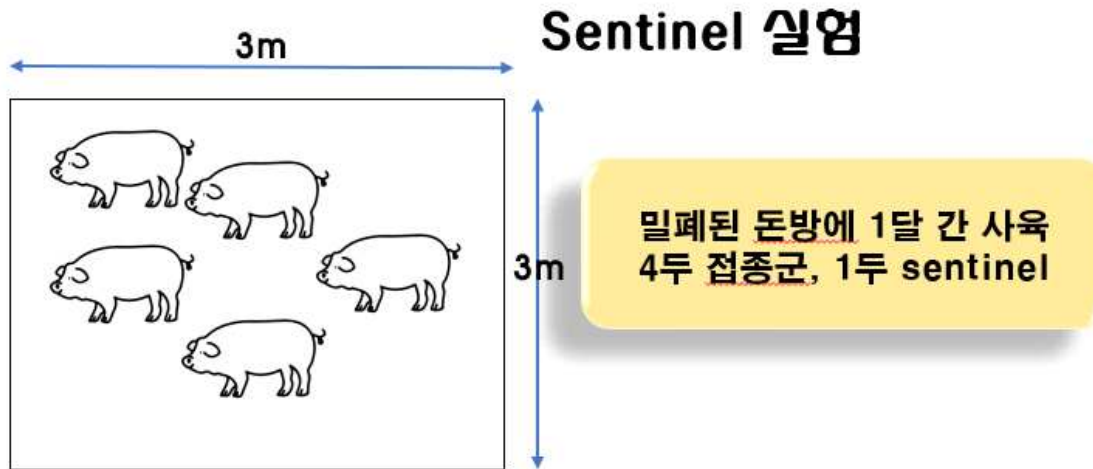 Sentinel 실험
3m
3m
밀폐된 돈방에 1달 간 사육
4두 접종군, 1두 sentinel